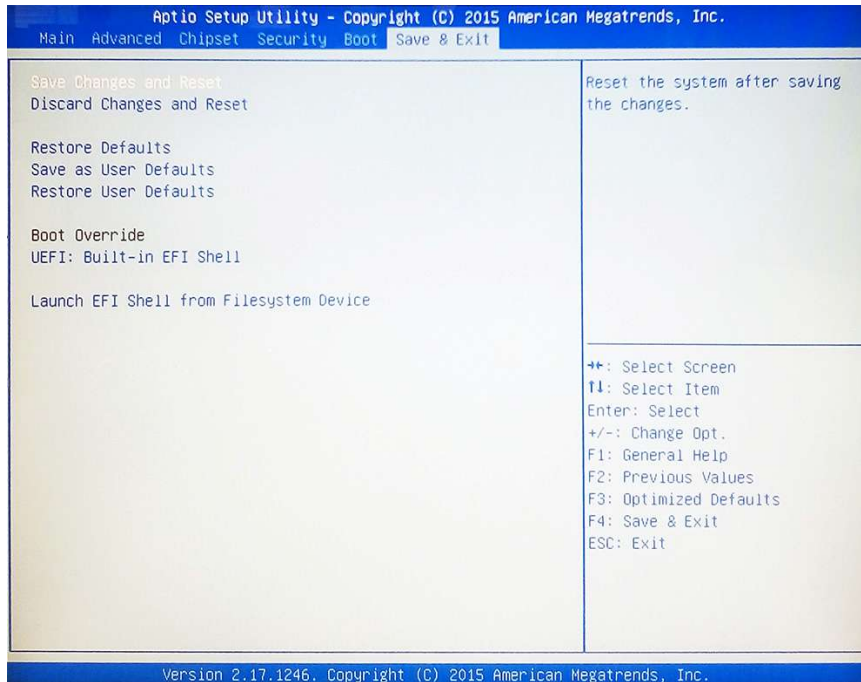 Aptio Setup Utility - Copyright (C) 2015 American Megatrends, Inc.
Main Advanced Chipset Security Boot Save & Exit
Save Changes and Reset
Discard Changes and Reset
Restore Defaults
Save as User Defaults
Restore User Defaults
Boot Override
UEFI: Built-in EFI Shell
Launch EFI Shell from Filesystem Device
Reset the system after saving
the changes.
→←: Select Screen
↑↓: Select Item
Enter: Select
+/-: Change Opt.
F1: General Help
F2: Previous Values
F3: Optimized Defaults
F4: Save & Exit
ESC: Exit
Version 2.17.1246. Copyright (C) 2015 American Megatrends, Inc.